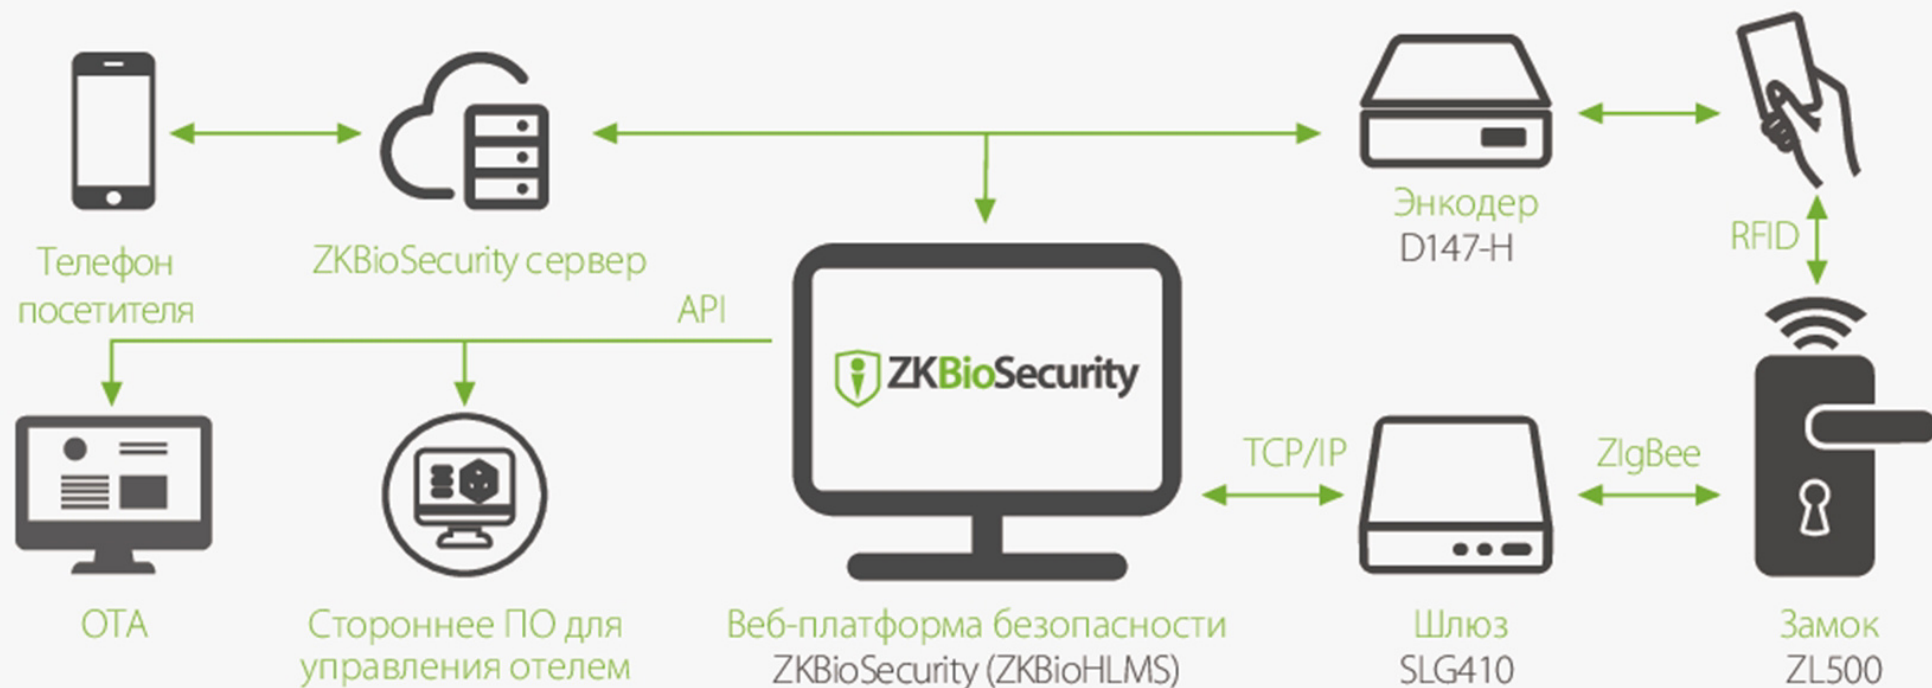 Телефон
посетителя
ZKBioSecurity сервер
Энкодер
D147-H
RFID
API
ZKBioSecurity
TCP/IP
ZIgBee
OTA
Стороннее ПО для
управления отелем
Веб-платформа безопасности
ZKBioSecurity (ZKBioHLMS)
Шлюз
SLG410
Замок
ZL500